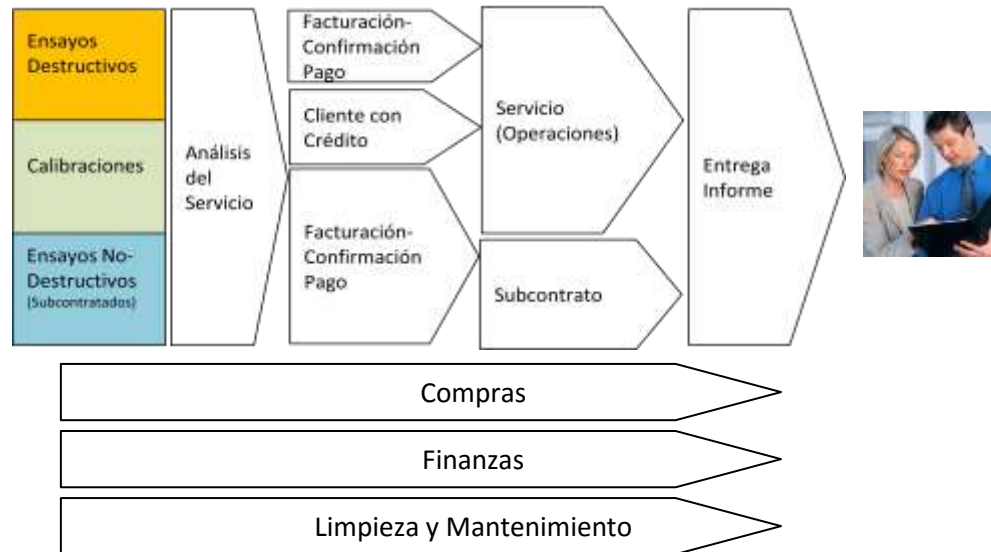 Ensayos
Destructivos
Calibraciones
Ensayos No-
Destructivos
(Subcontratados)
Análisis
del
Servicio
Facturación-
Confirmación
Pago
Cliente con
Crédito
Facturación-
Confirmación
Pago
Servicio
(Operaciones)
Subcontrato
Entrega
Informe
Compras
Finanzas
Limpieza y Mantenimiento